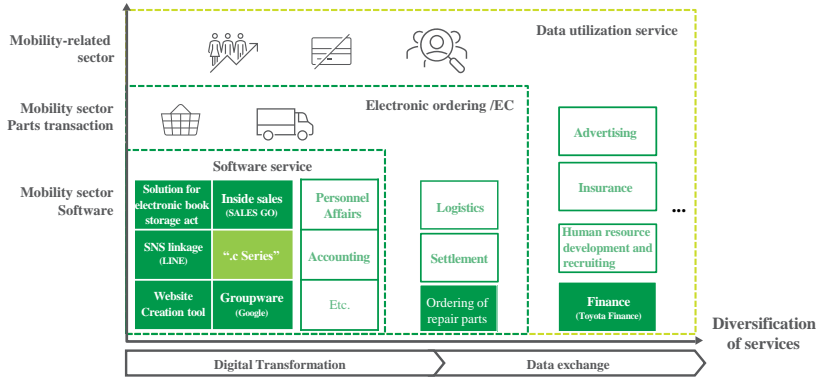 Mobility-related
sector
Data utilization service
Mobility sector
Parts transaction
Electronic ordering /EC
Mobility sector
Software
Software service
Solution for
electronic book
storage act
Inside sales
(SALES GO)
Personnel
Affairs
SNS linkage
(LINE)
“.c Series”
Accounting
Website
Creation tool
Groupware
(Google)
Etc.
Logistics
Settlement
Ordering of
repair parts
Advertising
Insurance
...
Human resource
development and
recruiting
Finance
(Toyota Finance)
Diversification
of services
Digital Transformation
Data exchange